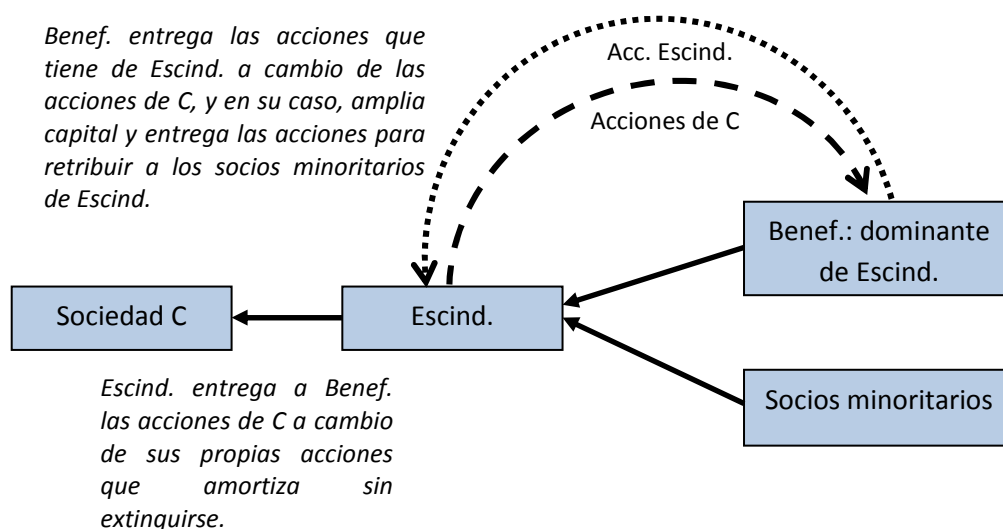 Benef. entrega las acciones que
tiene de Escind. a cambio de las
acciones de C, y en su caso, amplia
capital y entrega las acciones para
retribuir a los socios minoritarios
de Escind.
Acc. Escind.
Acciones de C
Benef.: dominante
de Escind.
Sociedad C
Escind.
Socios minoritarios
Escind. entrega a Benef.
las acciones de C a cambio
de sus propias acciones
que amortiza sin
extinguirse.